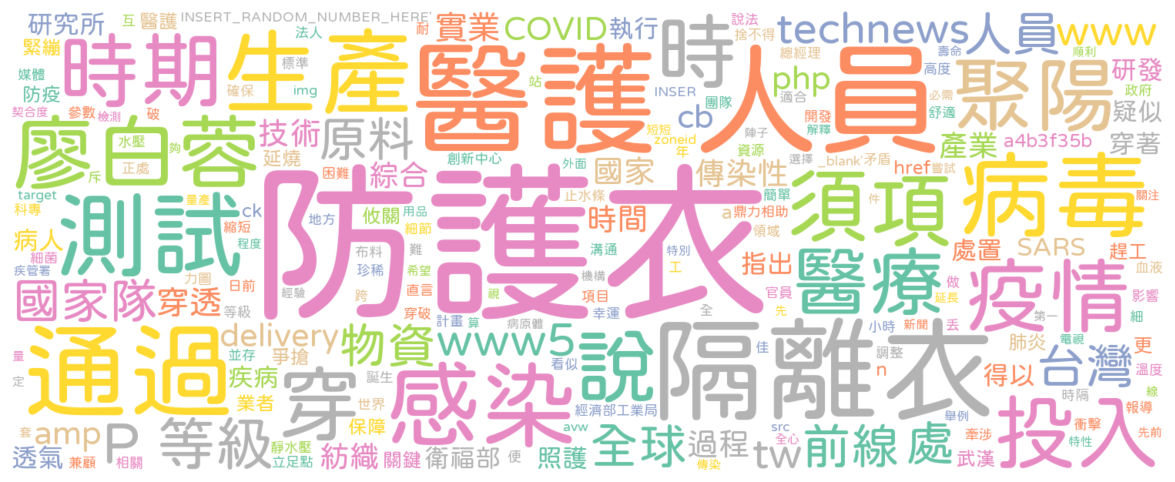 研究所
互
醫護
INSERT_RANDOM_NUMBER_HERE'
耐
實業
COVID
執行
說法
捨不得
technews
人員
www
緊繃
時期
生產
法人
標準
醫護人員
時
總經理
壽命
順利
高度
聚陽
研發
政府
媒體
防疫
確保
img
站
INSER
php
適合
疑似
契合度
參數
檢測
破
團隊
cb
開發
解釋
必需
舒適
廖白蓉
水壓
夠
技術
原料
創新中心
短短
zoneid
年
陣子
資源
產業
a4b3f35b
穿著
正處
延燒
困難
綜合
外面
國家
傳染性
選擇
_blank'
矛盾
href
嘗試
病毒
斥
防護衣
target
科專
量產
測試
ck
地方
攸關
用品
細節
止水條
時間
a
鼎力相助
簡單
領域
須項
件
關注
病人
細菌
縮短
程度
布料
難
溝通
特別
處置
SARS
趕工
疾管署
力圖
日前
珍稀
希望
直言
機構
工
指出
醫療
血液
國家隊
穿透
等級
經驗
跨
視
項目
官員
做
延長
疫情
影響
細
穿破
計畫
算
病原體
幸運
全
先
小時
新聞
丟
第一
通過
delivery
物資
www5
說
隔離衣
肺炎
電視
更
並存
爭搶
看似
佳
調整
台灣
溫度
量
定
疾病
穿
感染
n
得以
時隔
線
業者
誕生
世界
經濟部工業局
舉例
衝擊
報導
套
amp
P
等級
保障
avw
src
牽涉
特性
先前
投入
透氣
兼顧
相關
靜水壓
立足點
紡織
關鍵
衛福部
便
照護
全球
傳染
過程
全心
tw
前線
處
武漢